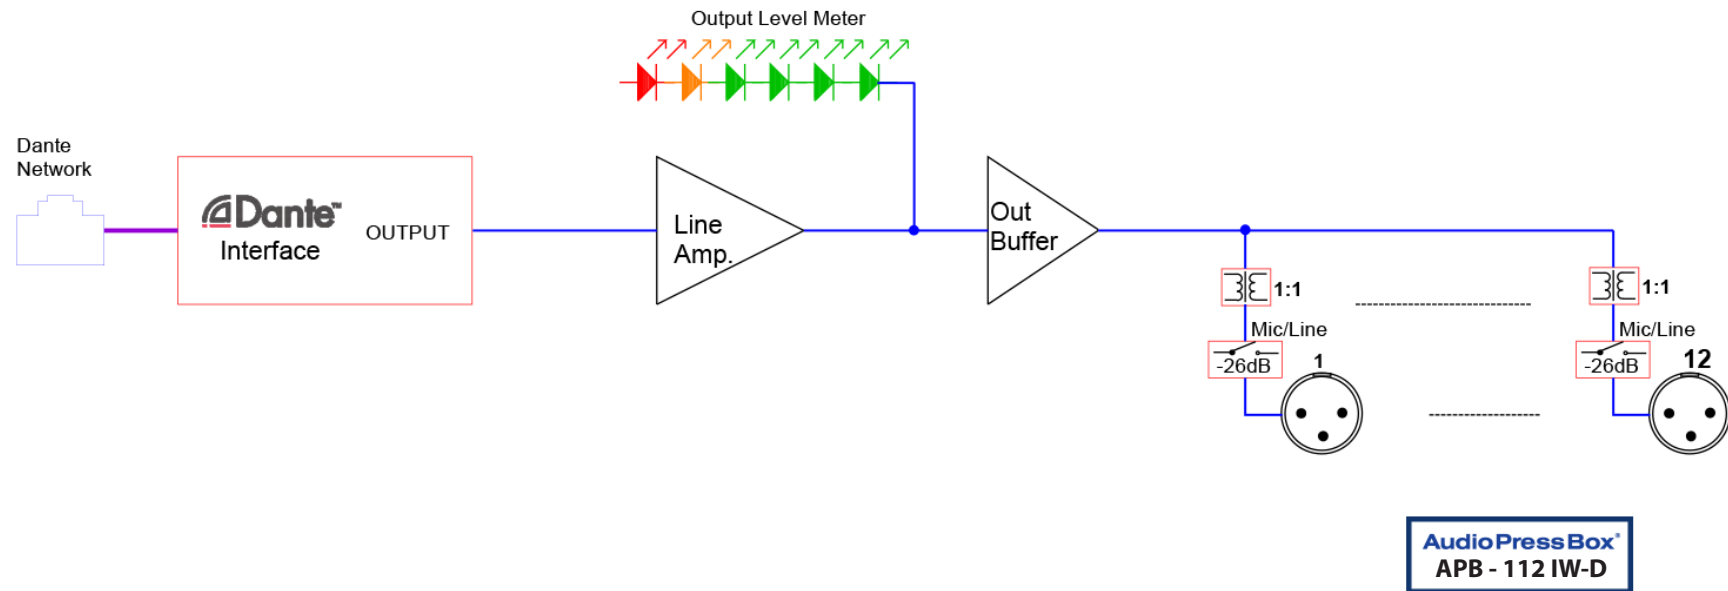 Output Level Meter
Dante
Network
Dante™
Interface
OUTPUT
Line
Amp.
Out
Buffer
1:1
1:1
Mic/Line
Mic/Line
-26dB
-26dB
1
12
AudioPressBox®
APB - 112 IW-D